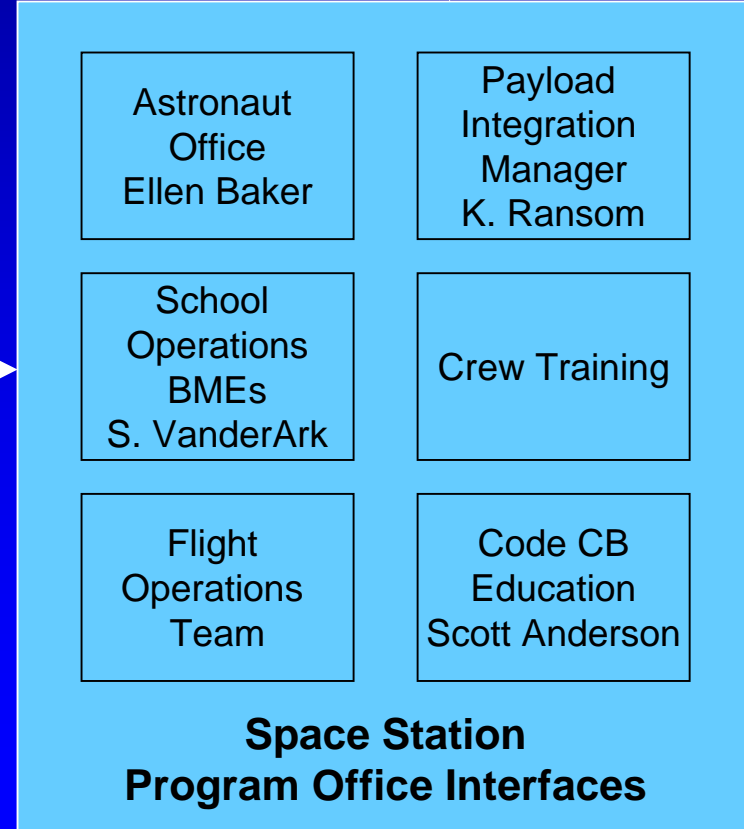 Astronaut
Office
Ellen Baker
Payload
Integration
Manager
K. Ransom
School
Operations
BMEs
S. VanderArk
Crew Training
Flight
Operations
Team
Code CB
Education
Scott Anderson
Space Station
Program Office Interfaces